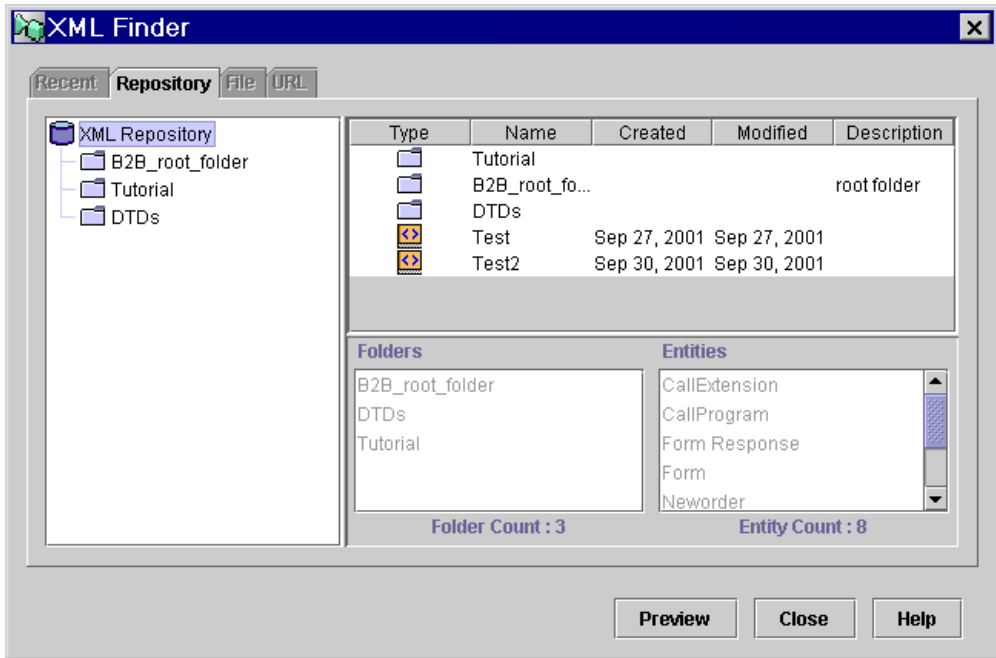 XML Finder
Recent Repository File URL
XML Repository
B2B_root_folder
Tutorial
DTDs
Type Name Created Modified Description
Tutorial
B2B_root_fo... root folder
DTDs
Test Sep 27, 2001 Sep 27, 2001
Test2 Sep 30, 2001 Sep 30, 2001
Folders
B2B_root_folder
DTDs
Tutorial
Folder Count : 3
Entities
CallExtension
CallProgram
Form Response
Form
Neworder
Entity Count : 8
Preview Close Help